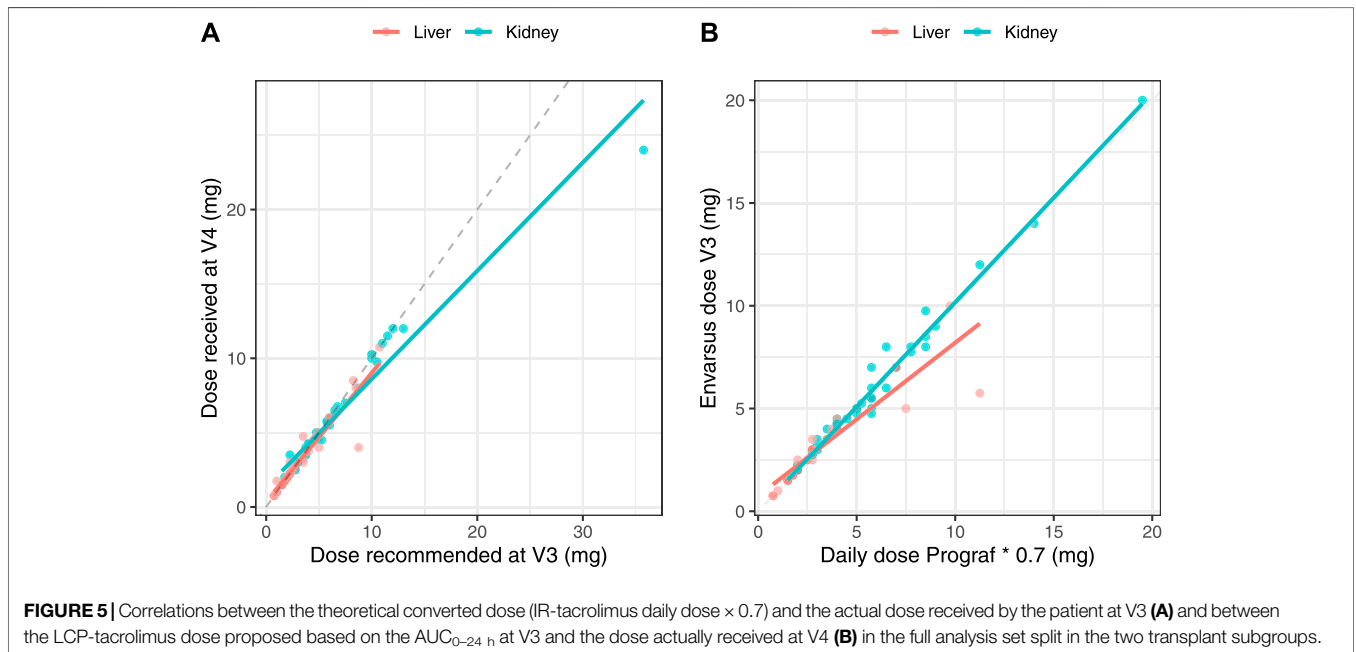 A
Liver Kidney
Dose received at V4 (mg)
20
10
0
0 10 20 30
Dose recommended at V3 (mg)
B
Liver Kidney
Envarsus dose V3 (mg)
20
15
10
5
0
0 5 10 15 20
Daily dose Prograf * 0.7 (mg)
FIGURE 5 | Correlations between the theoretical converted dose (IR-tacrolimus daily dose × 0.7) and the actual dose received by the patient at V3 (A) and between
the LCP-tacrolimus dose proposed based on the AUC0–24 h at V3 and the dose actually received at V4 (B) in the full analysis set split in the two transplant subgroups.